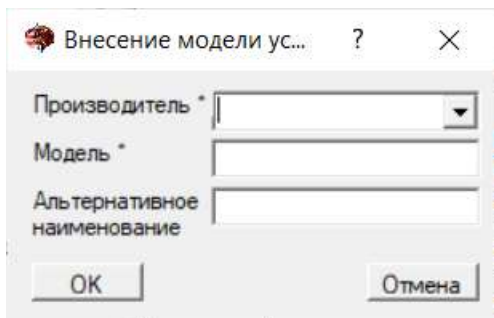 Внесение модели ус... ?
Производитель *
Модель *
Альтернативное
наименование
OK Отмена